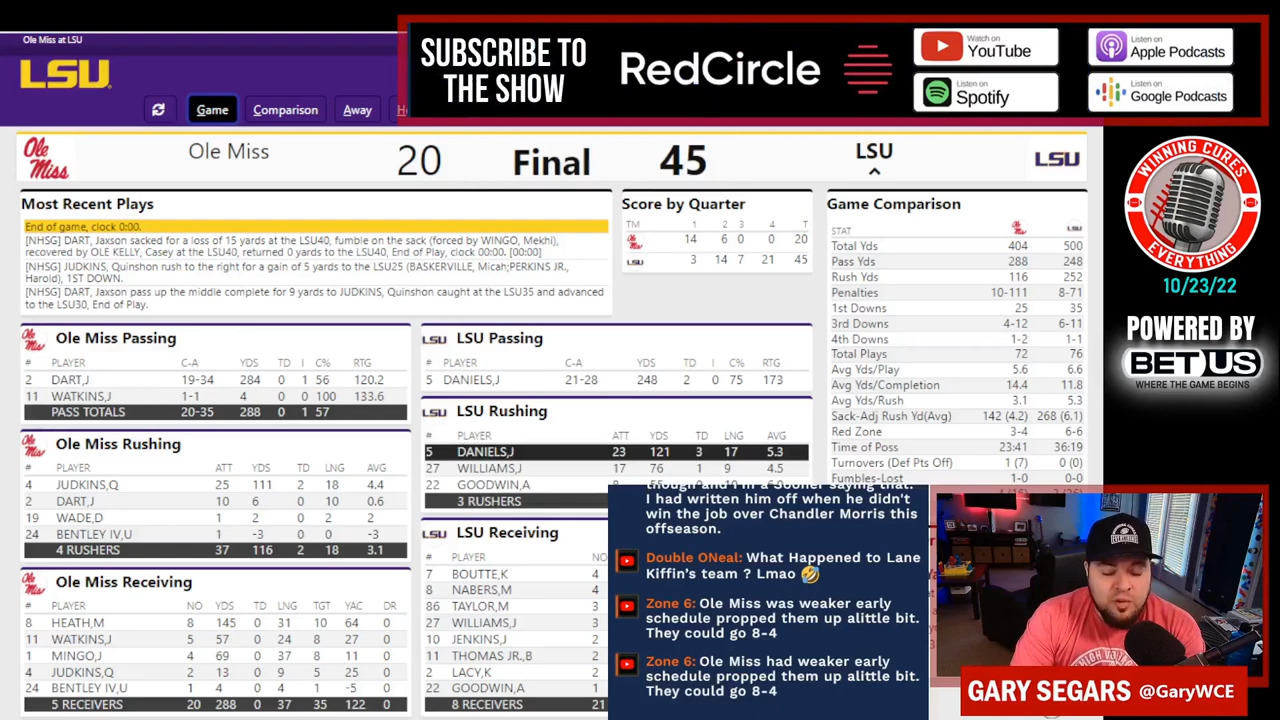 Ole Miss at LSU
LSU
Game Comparison Away
SUBSCRIBE TO
THE SHOW
RedCircle
Watch on
YouTube
Listen on
Apple Podcasts
Listen on
Spotify
Listen on
Google Podcasts
Ole Miss
Ole Miss 20 Final 45 LSU
LSU
Most Recent Plays
End of game, clock 0:00.
[NHSG] DART, Jaxson sacked for a loss of 15 yards at the LSU40, fumble on the sack (forced by WINGO, Mekhi),
recovered by OLE KELLY, Casey at the LSU40, returned 0 yards to the LSU40, End of Play, clock 00:00. [00:00]
[NHSG] JUDKINS, Quinshon rush to the right for a gain of 5 yards to the LSU25 (BASKERVILLE, Micah;PERKINS JR.,
Harold), 1ST DOWN.
[NHSG] DART, Jaxson pass up the middle complete for 9 yards to JUDKINS, Quinshon caught at the LSU35 and advanced
to the LSU30, End of Play.
Score by Quarter
TM 1 2 3 4 T
14 6 0 0 20
LSU 3 14 7 21 45
Game Comparison
STAT LSU
Total Yds 404 500
Pass Yds 288 248
Rush Yds 116 252
Penalties 10-111 8-71
1st Downs 25 35
3rd Downs 4-12 6-11
4th Downs 1-2 1-1
Total Plays 72 76
Avg Yds/Play 5.6 6.6
Avg Yds/Completion 14.4 11.8
Avg Yds/Rush 3.1 5.3
Sack-Adj Rush Yd(Avg) 142 (4.2) 268 (6.1)
Red Zone 3-4 6-6
Time of Poss 23:41 36:19
Turnovers (Def Pts Off) 1 (7) 0 (0)
Fumbles-Lost 1-0 0-0
Ole Miss Passing
# PLAYER C-A YDS TD I C% RTG
2 DART,J 19-34 284 0 1 56 120.2
11 WATKINS,J 1-1 4 0 0 100 133.6
PASS TOTALS 20-35 288 0 1 57
Ole Miss Rushing
# PLAYER ATT YDS TD LNG AVG
4 JUDKINS,Q 25 111 2 18 4.4
2 DART,J 10 6 0 10 0.6
19 WADE,D 1 2 0 2 2
24 BENTLEY IV,U 1 -3 0 0 -3
4 RUSHERS 37 116 2 18 3.1
Ole Miss Receiving
# PLAYER NO YDS TD LNG TGT YAC DR
8 HEATH,M 8 145 0 31 10 64 0
11 WATKINS,J 5 57 0 24 8 27 0
1 MINGO,J 4 69 0 37 8 11 0
4 JUDKINS,Q 2 13 0 9 5 25 0
24 BENTLEY IV,U 1 4 0 4 1 -5 0
5 RECEIVERS 20 288 0 37 35 122 0
LSU LSU Passing
# PLAYER C-A YDS TD I C% RTG
5 DANIELS,J 21-28 248 2 0 75 173
LSU LSU Rushing
# PLAYER ATT YDS TD LNG AVG
5 DANIELS,J 23 121 3 17 5.3
27 WILLIAMS,J 17 76 1 9 4.5
22 GOODWIN,A
3 RUSHERS
LSU LSU Receiving
# PLAYER NO
7 BOUTTE,K 4
8 NABERS,M 4
86 TAYLOR,M 3
27 WILLIAMS,J 3
10 JENKINS,J 2
11 THOMAS JR.,B 2
2 LACY,K 2
22 GOODWIN,A 1
8 RECEIVERS 21
though and I'm a Sooner saying that.
I had written him off when he didn't
win the job over Chandler Morris this
offseason.
Double ONeal: What Happened to Lane
Kiffin's team ? Lmao 🤣
Zone 6: Ole Miss was weaker early
schedule propped them up alittle bit.
They could go 8-4
Zone 6: Ole Miss had weaker early
schedule propped them up alittle bit.
They could go 8-4
WINNING CURES
EVERYTHING
10/23/22
POWERED BY
BETUS
WHERE THE GAME BEGINS
GARY SEGARS @GaryWCE